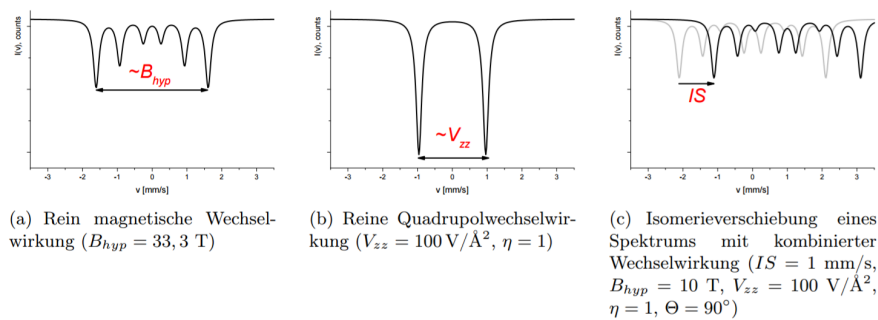 I(v), counts
~B_hyp
-3 -2 -1 0 1 2 3
v [mm/s]
I(v), counts
~V_zz
-3 -2 -1 0 1 2 3
v [mm/s]
I(v), counts
IS
-3 -2 -1 0 1 2 3
v [mm/s]
(a) Rein magnetische Wechsel-
wirkung (B_hyp = 33, 3 T)
(b) Reine Quadrupolwechselwir-
kung (V_zz = 100 V/Å², η = 1)
(c) Isomerieverschiebung eines
Spektrums mit kombinierter
Wechselwirkung (IS = 1 mm/s,
B_hyp = 10 T, V_zz = 100 V/Å²,
η = 1, Θ = 90°)